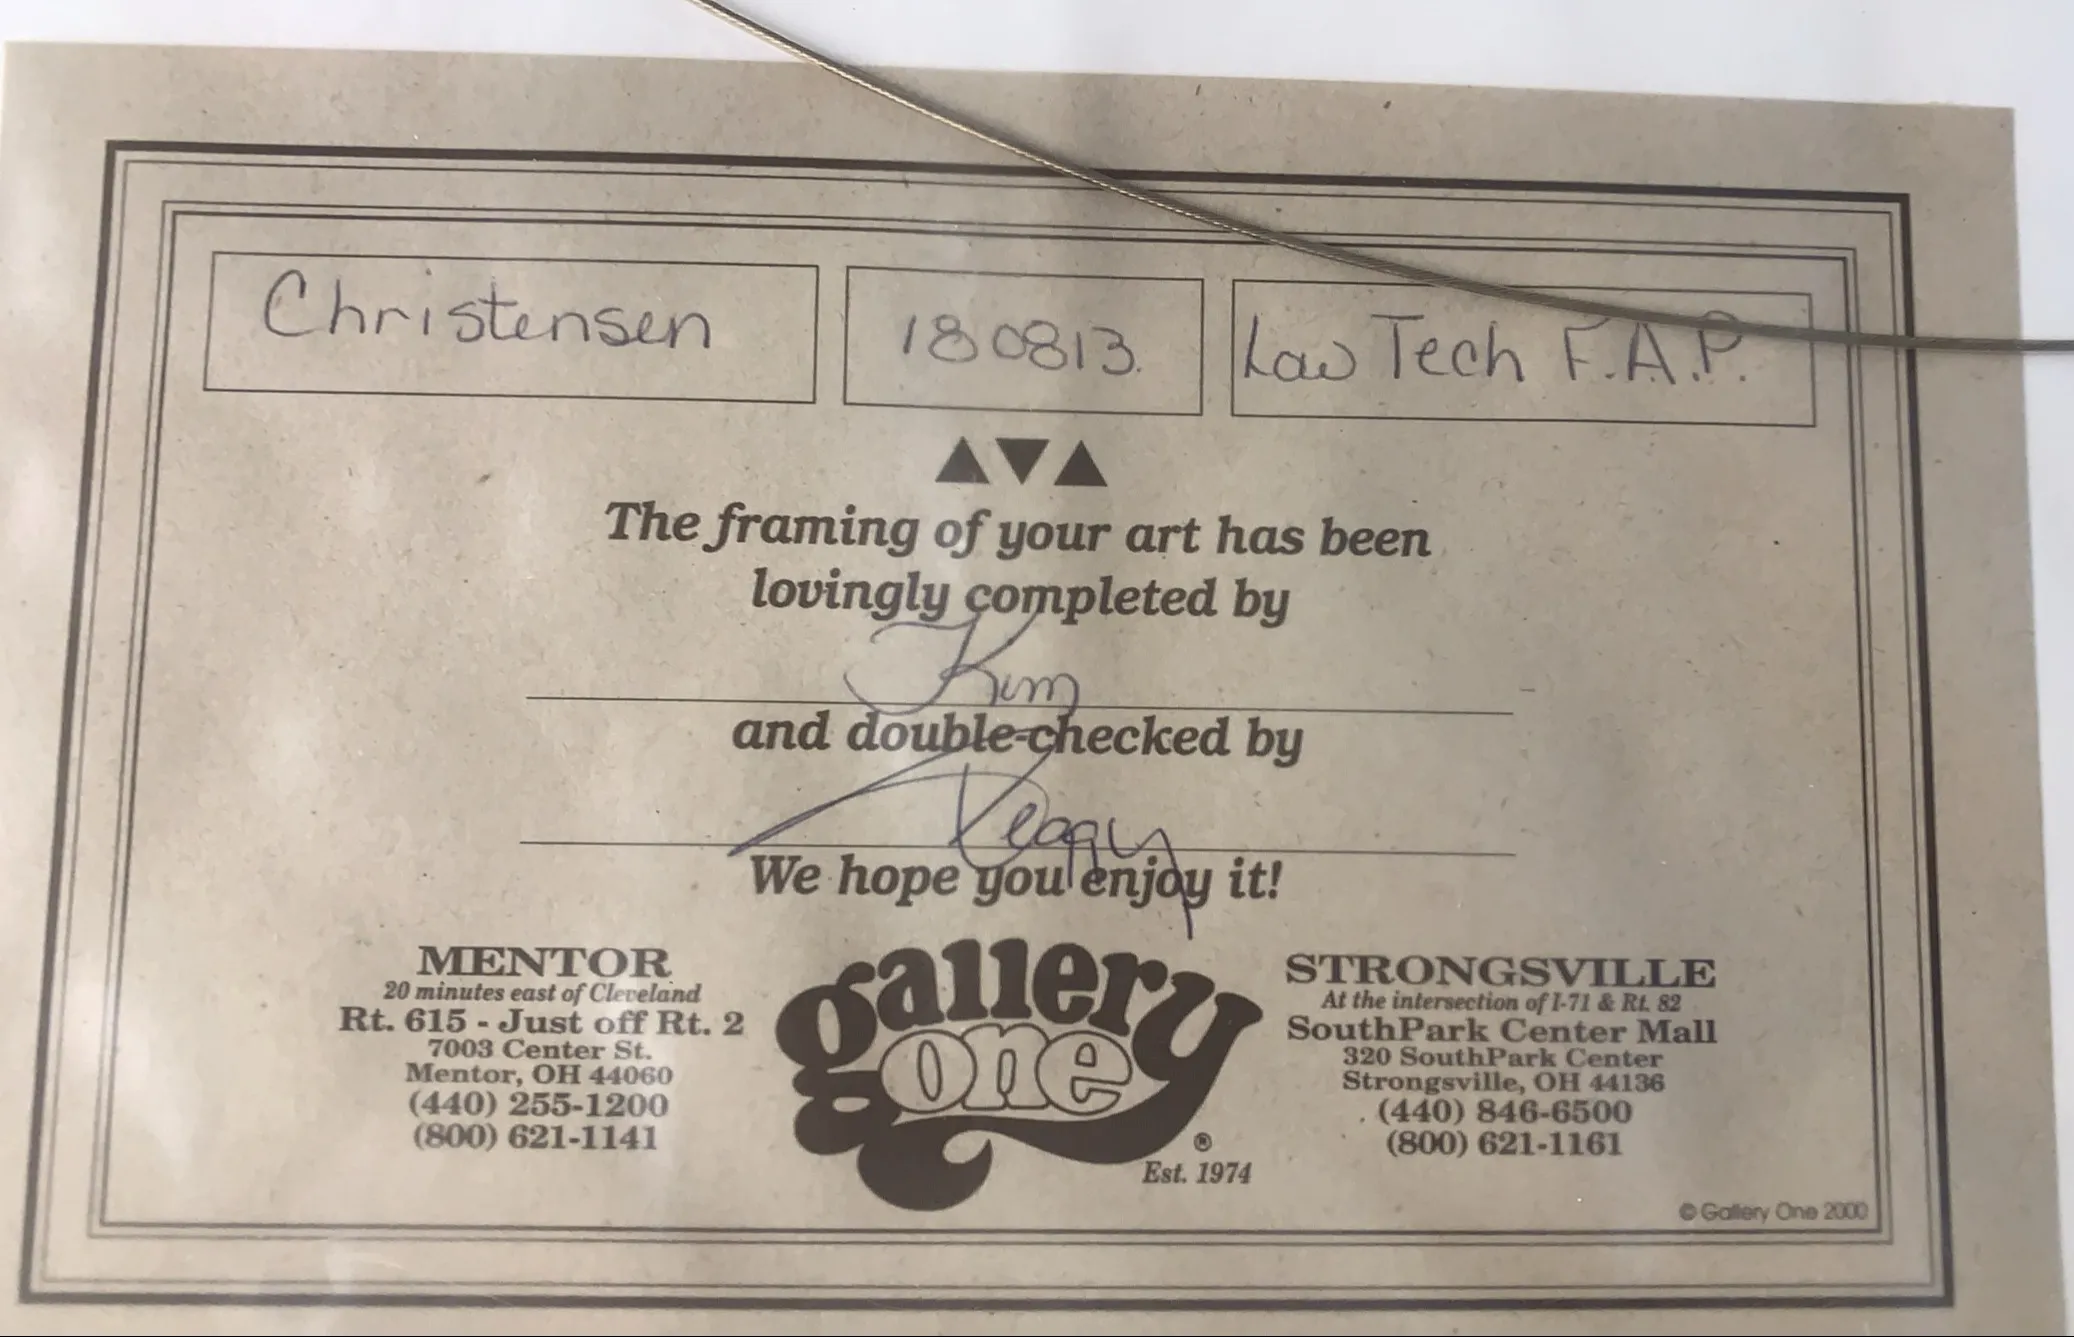 Christensen
180813.
Law Tech F.A.P.
The framing of your art has been
lovingly completed by
Kim
and double-checked by
Peggy
We hope you enjoy it!
MENTOR
20 minutes east of Cleveland
Rt. 615 - Just off Rt. 2
7003 Center St.
Mentor, OH 44060
(440) 255-1200
(800) 621-1141
gallery
one
®
Est. 1974
STRONGSVILLE
At the intersection of I-71 & Rt. 82
SouthPark Center Mall
320 SouthPark Center
Strongsville, OH 44136
(440) 846-6500
(800) 621-1161
© Gallery One 2000